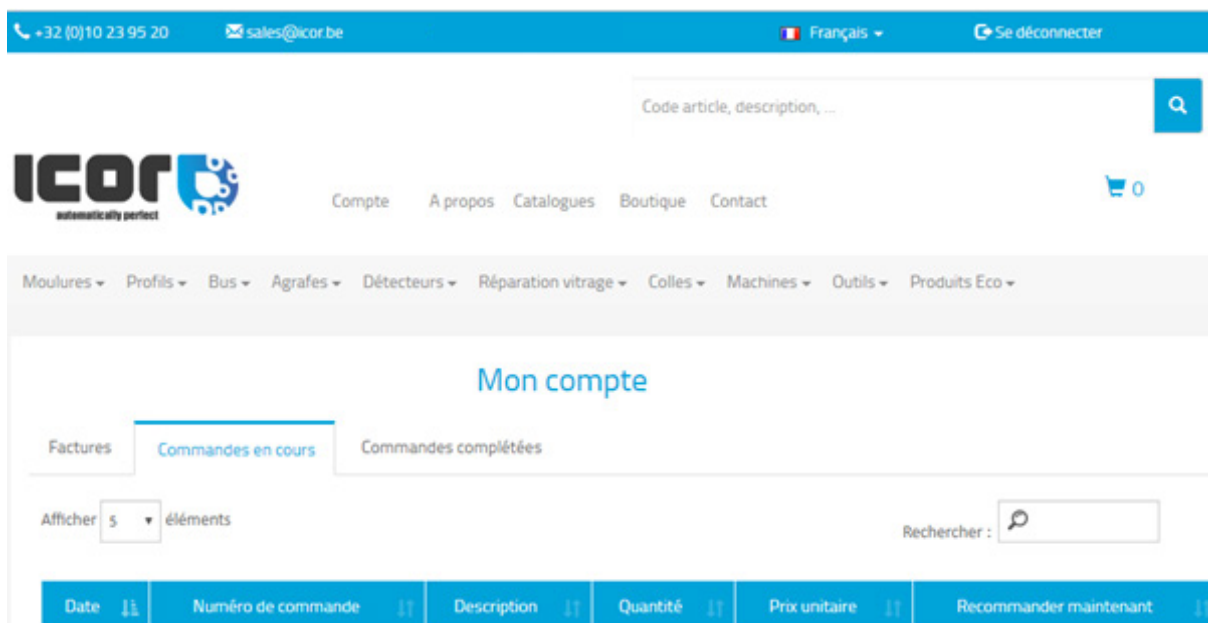 +32 (0)10 23 95 20 sales@icor.be Français Se déconnecter
Code article, description, ...
ICOR
automatically perfect
Compte A propos Catalogues Boutique Contact 0
Moulures Profils Bus Agrafes Détecteurs Réparation vitrage Colles Machines Outils Produits Eco
Mon compte
Factures Commandes en cours Commandes complétées
Afficher 5 éléments Rechercher :
Date Numéro de commande Description Quantité Prix unitaire Recommander maintenant